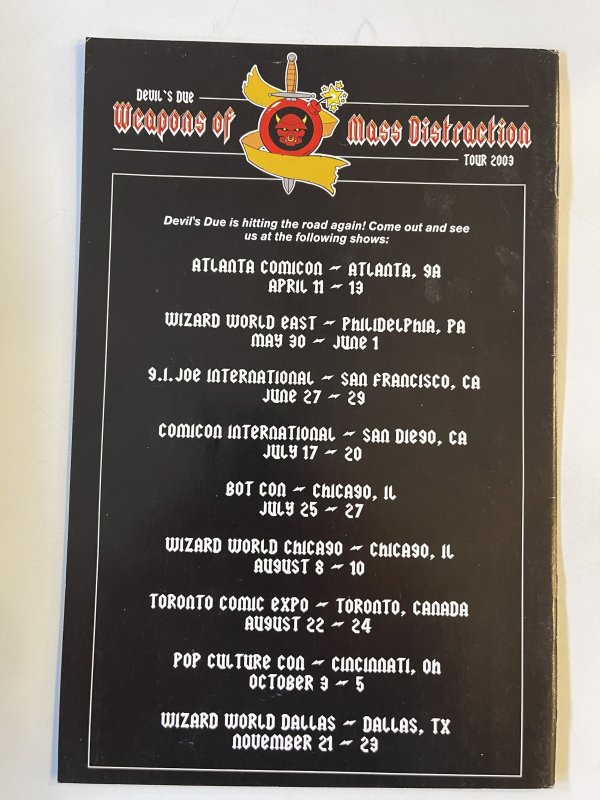 DEVIL'S DUE
Weapons of Mass Distraction
TOUR 2003
Devil's Due is hitting the road again! Come out and see
us at the following shows:
ATLANTA COMICON ~ ATLANTA, GA
APRIL 11 ~ 13
WIZARD WORLD EAST ~ PHILIDELPHIA, PA
MAY 30 ~ JUNE 1
G.I.JOE INTERNATIONAL ~ SAN FRANCISCO, CA
JUNE 27 ~ 29
COMICON INTERNATIONAL ~ SAN DIEGO, CA
JULY 17 ~ 20
BOT CON ~ CHICAGO, IL
JULY 25 ~ 27
WIZARD WORLD CHICAGO ~ CHICAGO, IL
AUGUST 8 ~ 10
TORONTO COMIC EXPO ~ TORONTO, CANADA
AUGUST 22 ~ 24
POP CULTURE CON ~ CINCINNATI, OH
OCTOBER 3 ~ 5
WIZARD WORLD DALLAS ~ DALLAS, TX
NOVEMBER 21 ~ 23